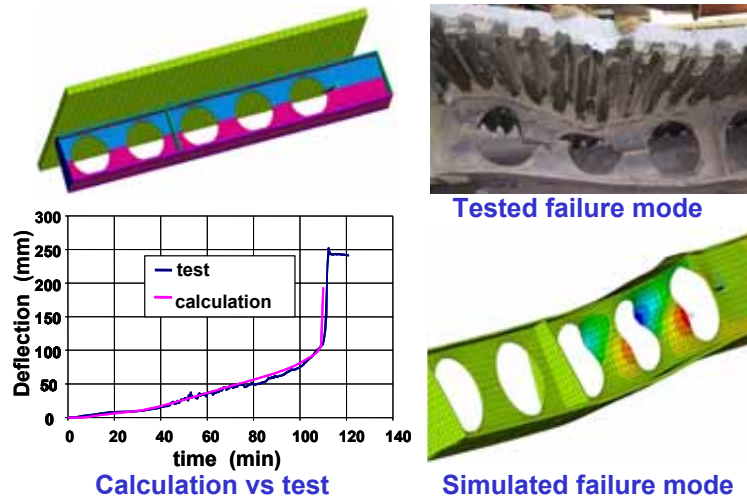 Tested failure mode
300
250
200
150
100
50
0
Deflection (mm)
test
calculation
0 20 40 60 80 100 120 140
time (min)
Calculation vs test
Simulated failure mode